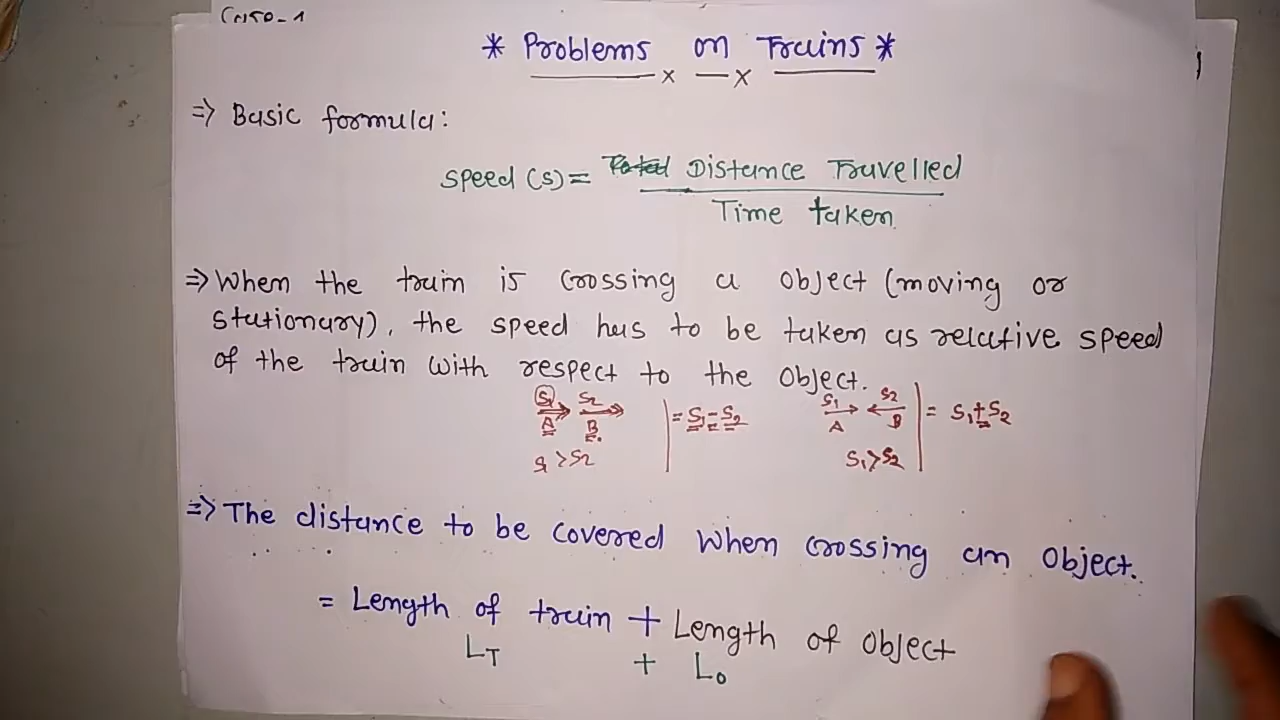 * Problems on Trains *
⇒ Basic formula:
Speed (s) = Distance Travelled
Time taken
⇒ When the train is crossing a object (moving or
stationary), the speed has to be taken as relative speed
of the train with respect to the object.
S1 S2 = S1-S2 S1 S2 = S1+S2
A B A B
S1 > S2 S1 > S2
⇒ The distance to be covered when crossing an object.
= Length of train + Length of object
LT + Lo